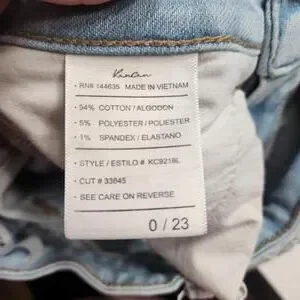 KanCan
· RN# 144635 MADE IN VIETNAM
· 94% COTTON / ALGODON
· 5% POLYESTER / POLIESTER
· 1% SPANDEX / ELASTANO
· STYLE / ESTILO # KC9218L
· CUT # 33845
· SEE CARE ON REVERSE
0 / 23